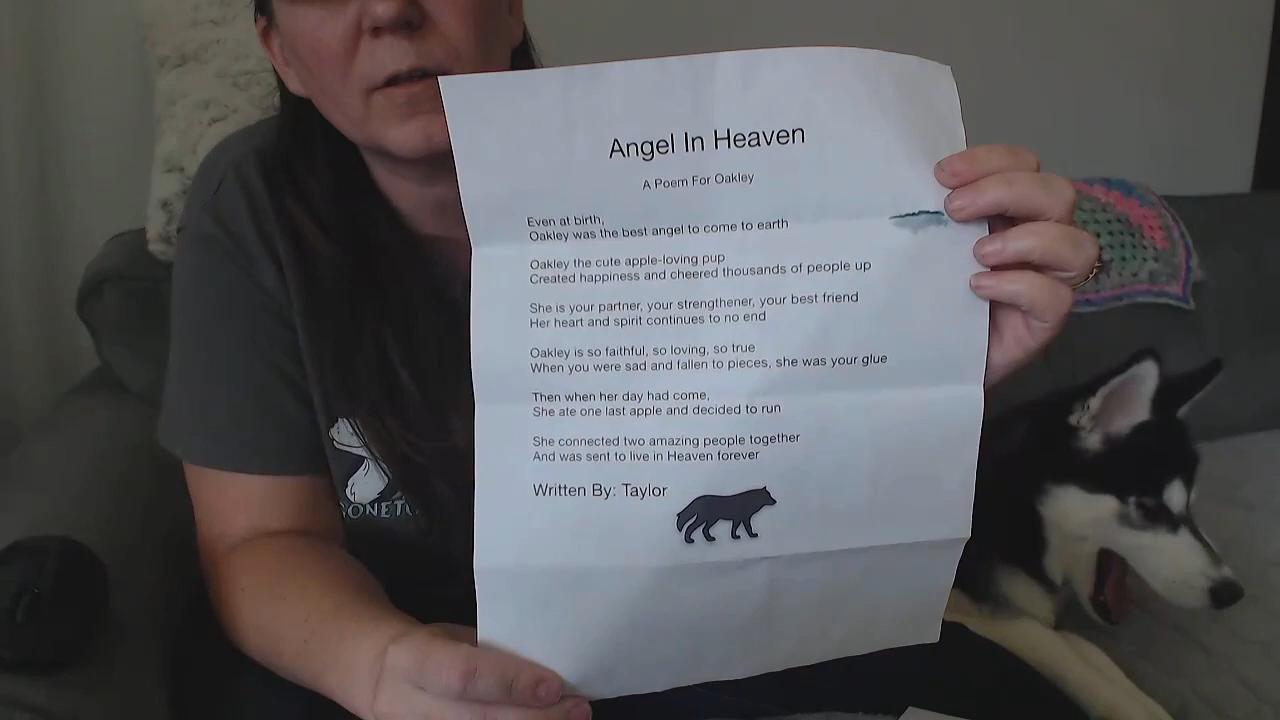 Angel In Heaven
A Poem For Oakley
Even at birth,
Oakley was the best angel to come to earth
Oakley the cute apple-loving pup
Created happiness and cheered thousands of people up
She is your partner, your strengthener, your best friend
Her heart and spirit continues to no end
Oakley is so faithful, so loving, so true
When you were sad and fallen to pieces, she was your glue
Then when her day had come,
She ate one last apple and decided to run
She connected two amazing people together
And was sent to live in Heaven forever
Written By: Taylor